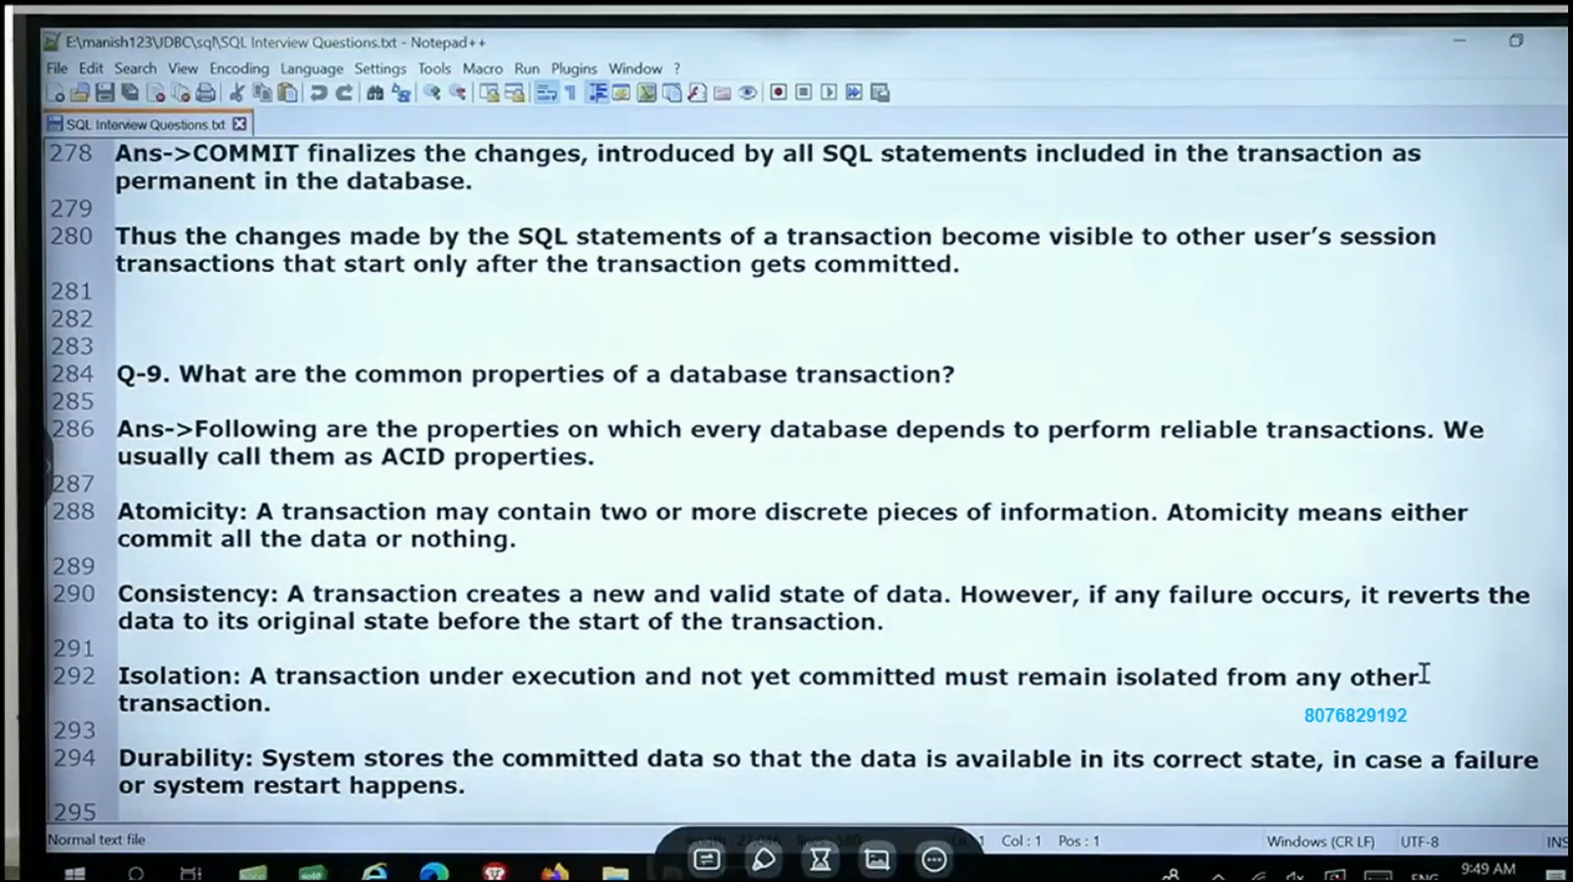 E:\manish123\JDBC\sql\SQL Interview Questions.txt - Notepad++
File Edit Search View Encoding Language Settings Tools Macro Run Plugins Window ?
SQL Interview Questions.txt
278 Ans->COMMIT finalizes the changes, introduced by all SQL statements included in the transaction as
permanent in the database.
279
280 Thus the changes made by the SQL statements of a transaction become visible to other user's session
transactions that start only after the transaction gets committed.
281
282
283
284 Q-9. What are the common properties of a database transaction?
285
286 Ans->Following are the properties on which every database depends to perform reliable transactions. We
usually call them as ACID properties.
287
288 Atomicity: A transaction may contain two or more discrete pieces of information. Atomicity means either
commit all the data or nothing.
289
290 Consistency: A transaction creates a new and valid state of data. However, if any failure occurs, it reverts the
data to its original state before the start of the transaction.
291
292 Isolation: A transaction under execution and not yet committed must remain isolated from any other
transaction.
8076829192
293
294 Durability: System stores the committed data so that the data is available in its correct state, in case a failure
or system restart happens.
295
Normal text file Col : 1 Pos : 1 Windows (CR LF) UTF-8 INS
ENG 9:49 AM